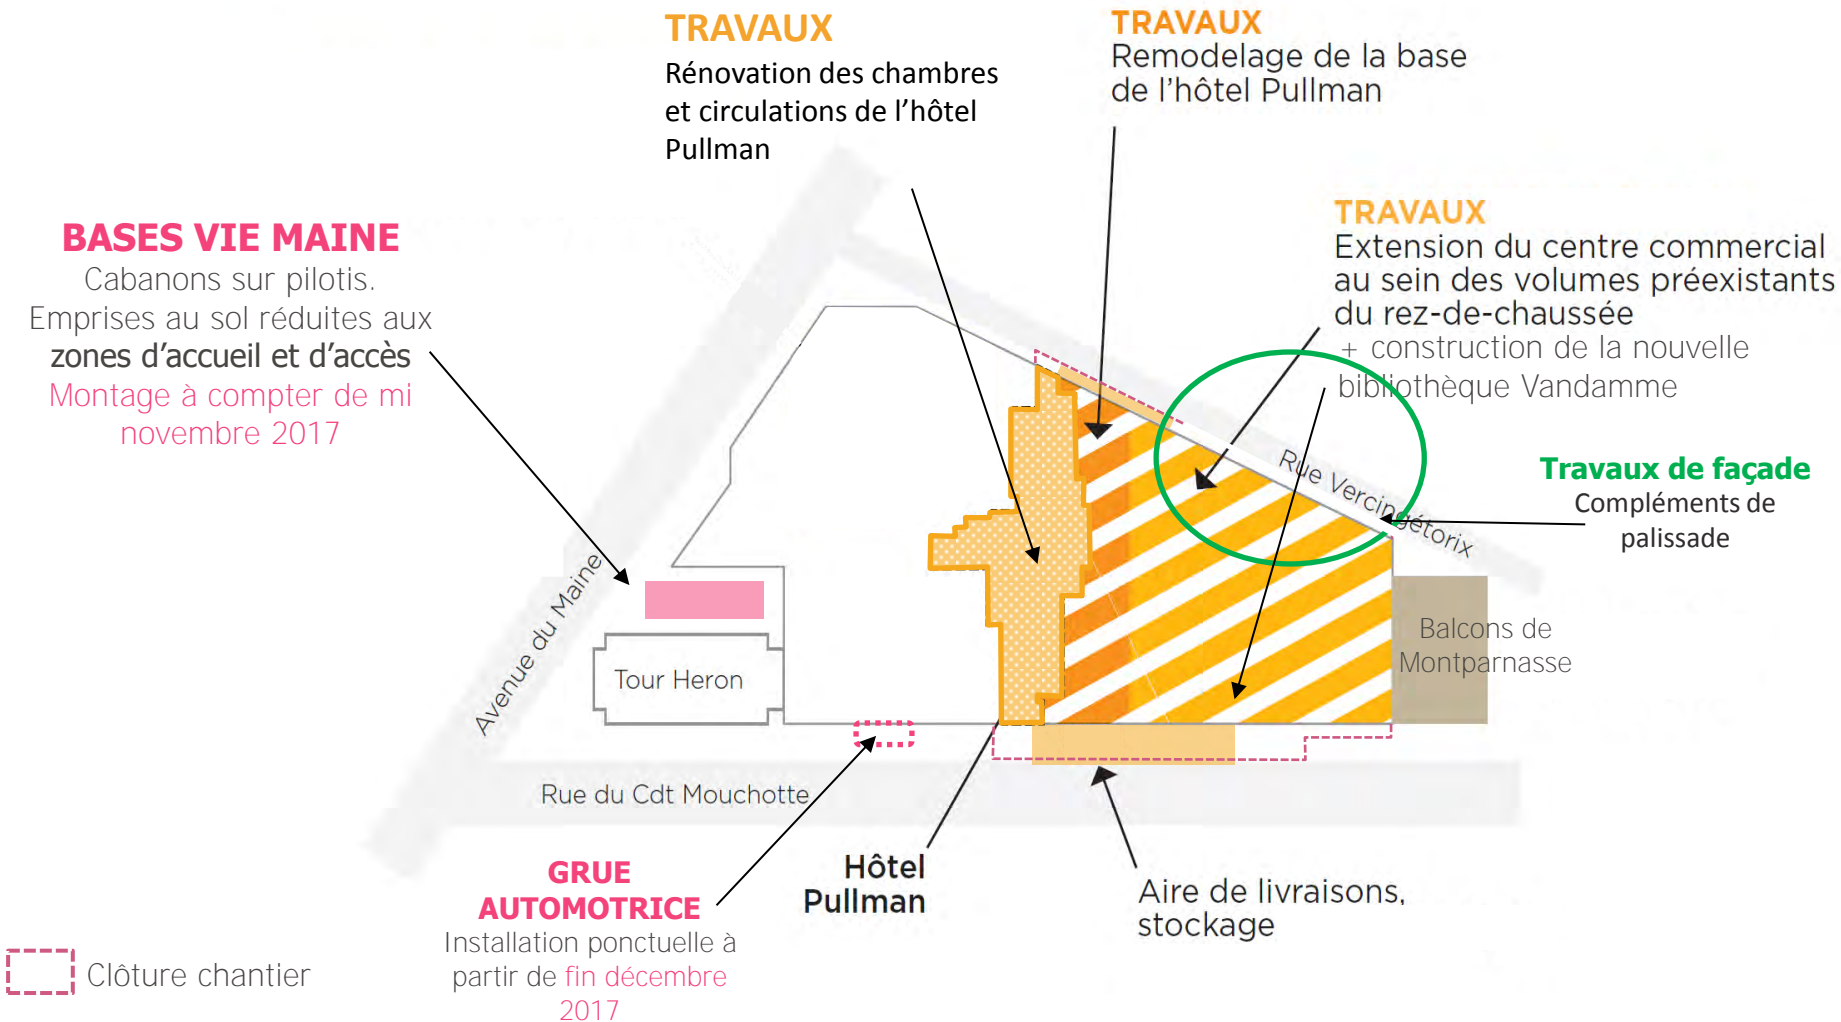 TRAVAUX
Rénovation des chambres
et circulations de l'hôtel
Pullman
TRAVAUX
Remodelage de la base
de l'hôtel Pullman
TRAVAUX
Extension du centre commercial
au sein des volumes préexistants
du rez-de-chaussée
+ construction de la nouvelle
bibliothèque Vandamme
BASES VIE MAINE
Cabanons sur pilotis.
Emprises au sol réduites aux
zones d'accueil et d'accès
Montage à compter de mi
novembre 2017
Travaux de façade
Compléments de
palissade
Rue Vercingétorix
Avenue du Maine
Tour Heron
Balcons de
Montparnasse
Rue du Cdt Mouchotte
GRUE
AUTOMOTRICE
Installation ponctuelle à
partir de fin décembre
2017
Hôtel
Pullman
Aire de livraisons,
stockage
Clôture chantier